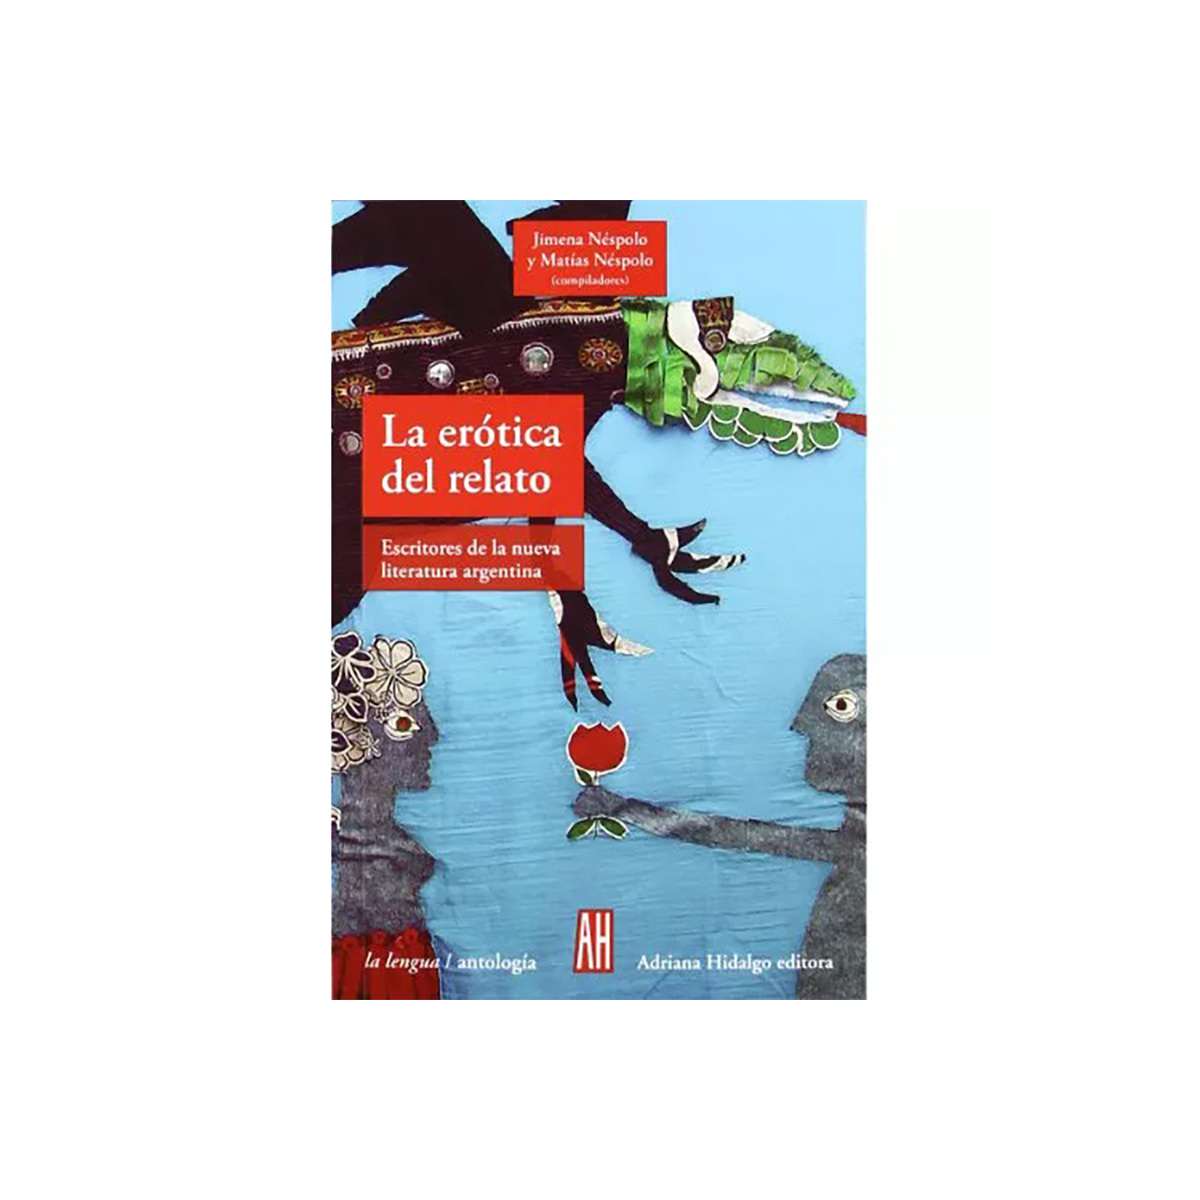 Jimena Néspolo
y Matías Néspolo
(compiladores)
La erótica
del relato
Escritores de la nueva
literatura argentina
la lengua / antología
AH
Adriana Hidalgo editora